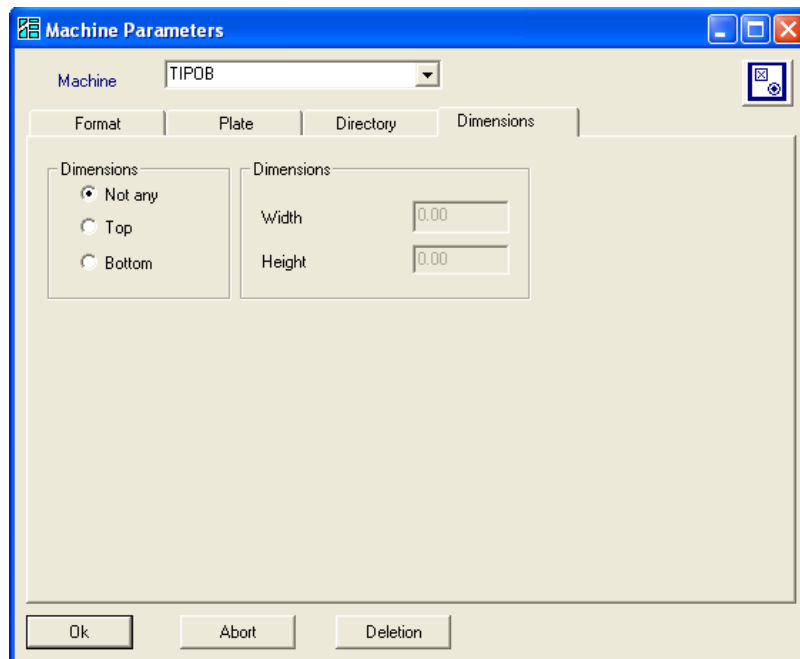 Machine Parameters
Machine TIPOB
Format Plate Directory Dimensions
Dimensions Dimensions
Not any
Width 0.00
Top
Height 0.00
Bottom
Ok Abort Deletion